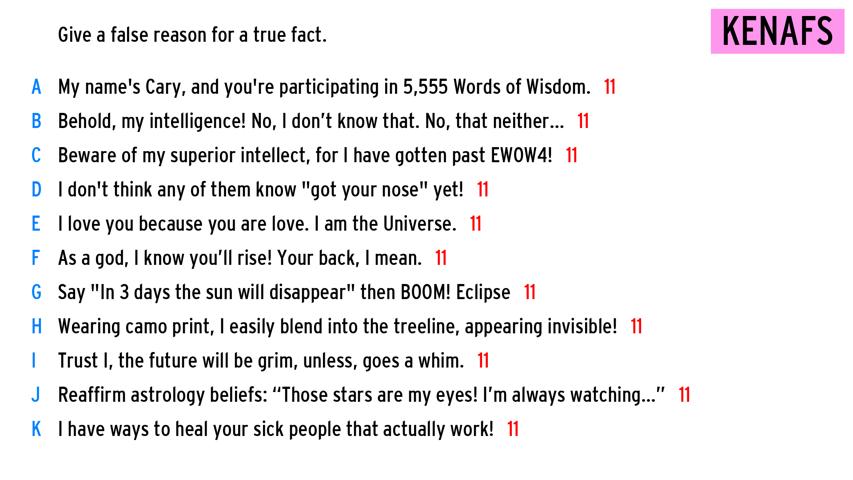 Give a false reason for a true fact.
KENAFS
A My name's Cary, and you're participating in 5,555 Words of Wisdom. 11
B Behold, my intelligence! No, I don’t know that. No, that neither... 11
C Beware of my superior intellect, for I have gotten past EWOW4! 11
D I don't think any of them know "got your nose" yet! 11
E I love you because you are love. I am the Universe. 11
F As a god, I know you’ll rise! Your back, I mean. 11
G Say "In 3 days the sun will disappear" then BOOM! Eclipse 11
H Wearing camo print, I easily blend into the treeline, appearing invisible! 11
I Trust I, the future will be grim, unless, goes a whim. 11
J Reaffirm astrology beliefs: “Those stars are my eyes! I’m always watching...” 11
K I have ways to heal your sick people that actually work! 11